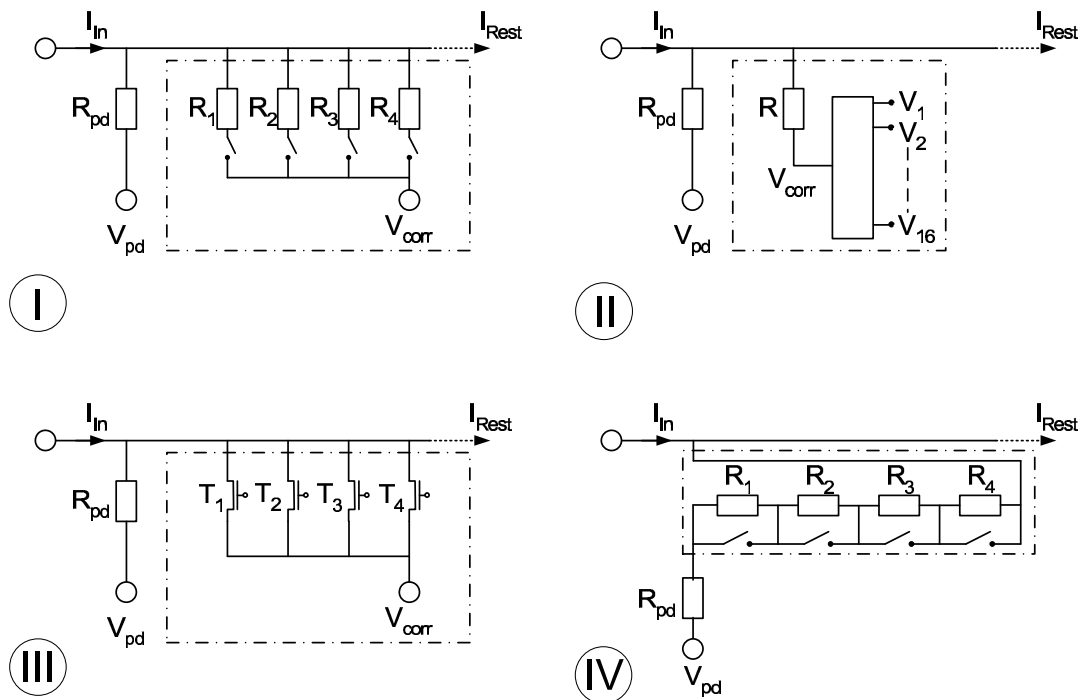 I_In I_Rest
R_pd R_1 R_2 R_3 R_4
V_pd V_corr
I
I_In I_Rest
R_pd R V_1
V_2
V_corr
V_pd V_16
II
I_In I_Rest
R_pd T_1 T_2 T_3 T_4
V_pd V_corr
III
I_In I_Rest
R_1 R_2 R_3 R_4
R_pd
V_pd
IV